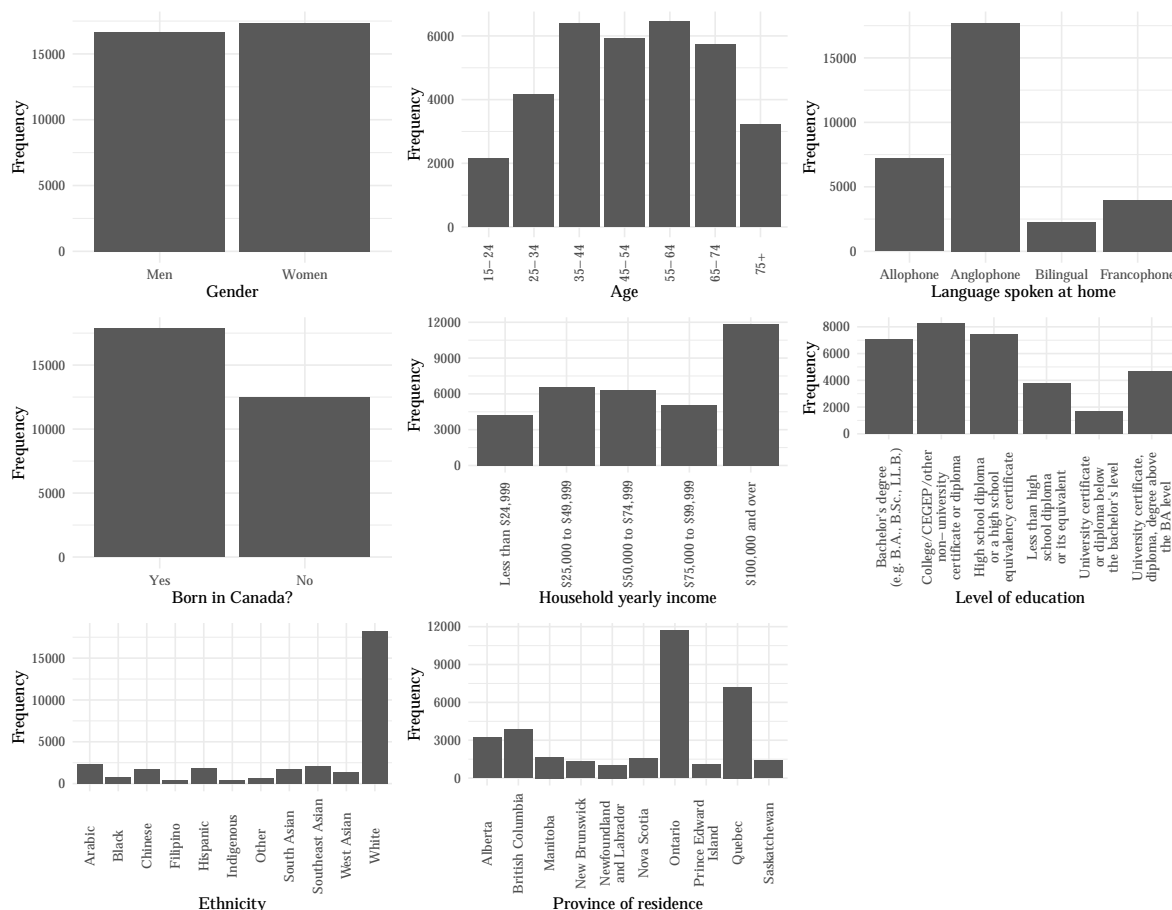 Frequency
15000
10000
5000
0
Men
Women
Gender
Frequency
6000
4000
2000
0
15−24
25−34
35−44
45−54
55−64
65−74
75+
Age
Frequency
15000
10000
5000
0
Allophone
Anglophone
Bilingual
Francophone
Language spoken at home
Frequency
15000
10000
5000
0
Yes
No
Born in Canada?
Frequency
12000
9000
6000
3000
0
Less than $24,999
$25,000 to $49,999
$50,000 to $74,999
$75,000 to $99,999
$100,000 and over
Household yearly income
Frequency
8000
6000
4000
2000
0
Bachelor's degree
(e.g. B.A., B.Sc., LL.B.)
College/CEGEP/other
non−university
certificate or diploma
High school diploma
or a high school
equivalency certificate
Less than high
school diploma
or its equivalent
University certificate
or diploma below
the bachelor's level
University certificate,
diploma, degree above
the BA level
Level of education
Frequency
15000
10000
5000
0
Arabic
Black
Chinese
Filipino
Hispanic
Indigenous
Other
South Asian
Southeast Asian
West Asian
White
Ethnicity
Frequency
12000
9000
6000
3000
0
Alberta
British Columbia
Manitoba
New Brunswick
Newfoundland
and Labrador
Nova Scotia
Ontario
Prince Edward
Island
Quebec
Saskatchewan
Province of residence